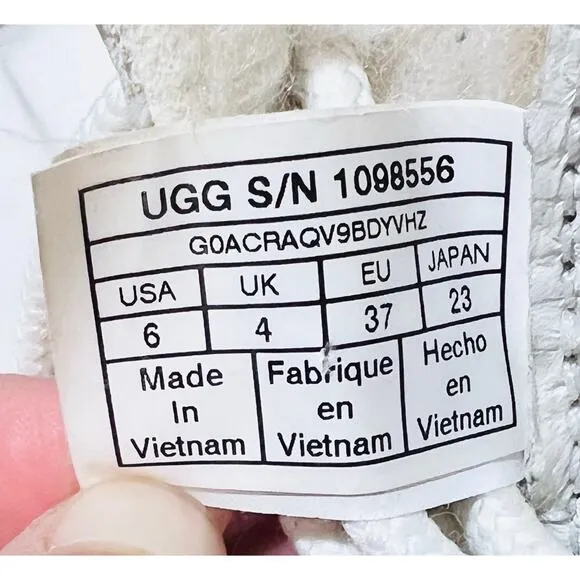 UGG S/N 1098556
G0ACRAQV9BDYVHZ
USA UK EU JAPAN
6 4 37 23
Made In Vietnam
Fabrique en Vietnam
Hecho en Vietnam